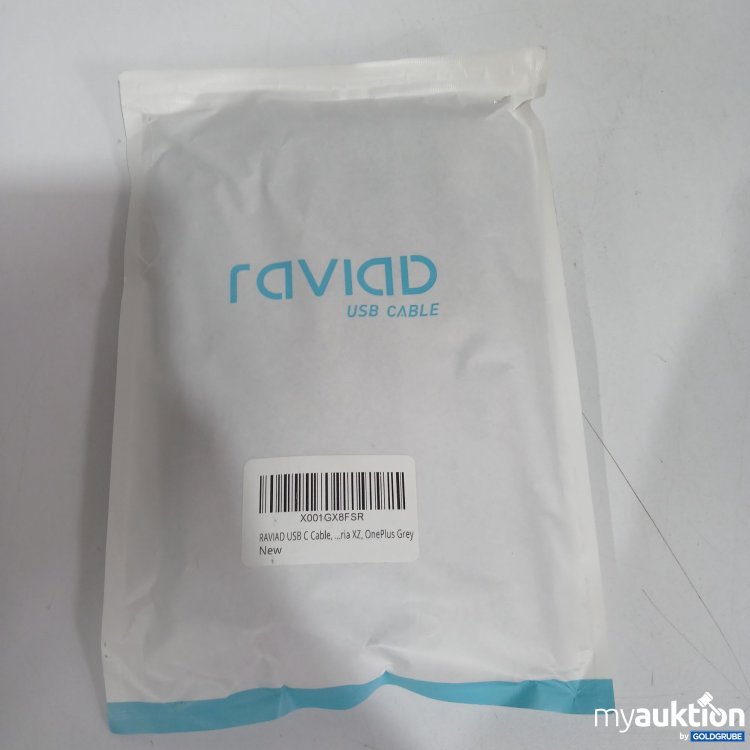 raviad
USB CABLE
X001GX8FSR
RAVIAD USB C Cable, ...ria XZ, OnePlus Grey
New
myauktion
by GOLDGRUBE